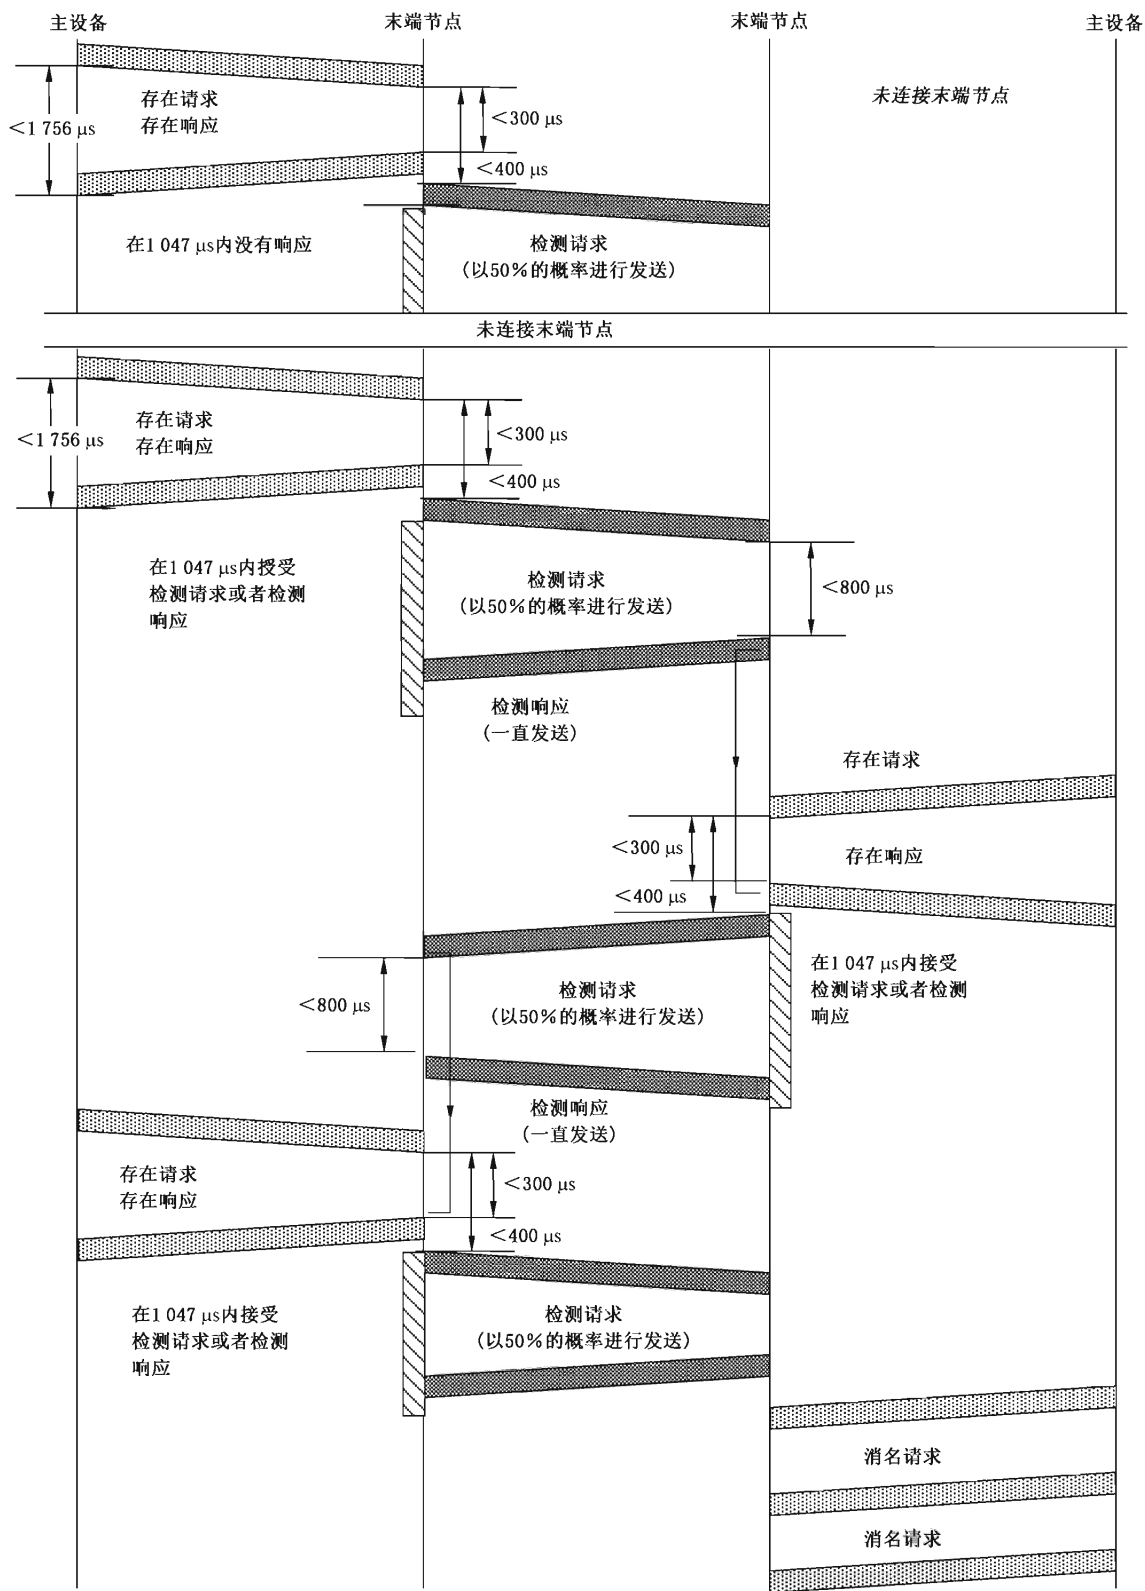 主设备
末端节点
末端节点
主设备
存在请求
存在响应
<1 756 μs
<300 μs
<400 μs
未连接末端节点
在1 047 μs内没有响应
检测请求
(以50%的概率进行发送)
未连接末端节点
存在请求
存在响应
<1 756 μs
<300 μs
<400 μs
在1 047 μs内授受
检测请求或者检测
响应
检测请求
(以50%的概率进行发送)
<800 μs
检测响应
(一直发送)
存在请求
<300 μs
存在响应
<400 μs
<800 μs
检测请求
(以50%的概率进行发送)
在1 047 μs内接受
检测请求或者检测
响应
检测响应
(一直发送)
存在请求
存在响应
<300 μs
<400 μs
在1 047 μs内接受
检测请求或者检测
响应
检测请求
(以50%的概率进行发送)
消名请求
消名请求